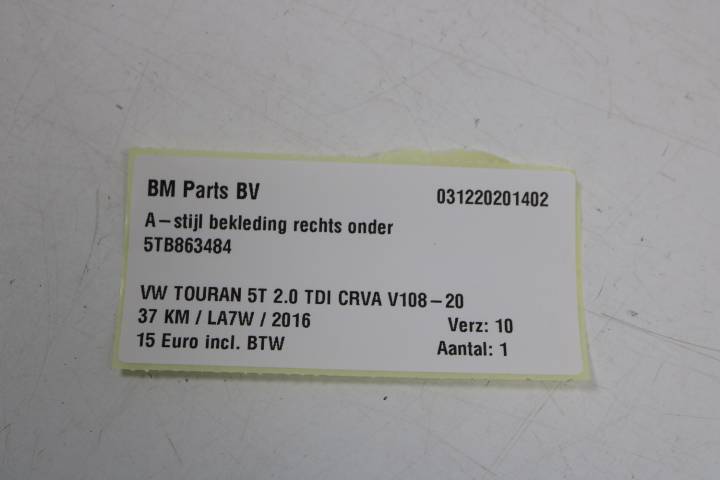 BM Parts BV 031220201402
A-stijl bekleding rechts onder
5TB863484
VW TOURAN 5T 2.0 TDI CRVA V108-20
37 KM / LA7W / 2016 Verz: 10
15 Euro incl. BTW Aantal: 1